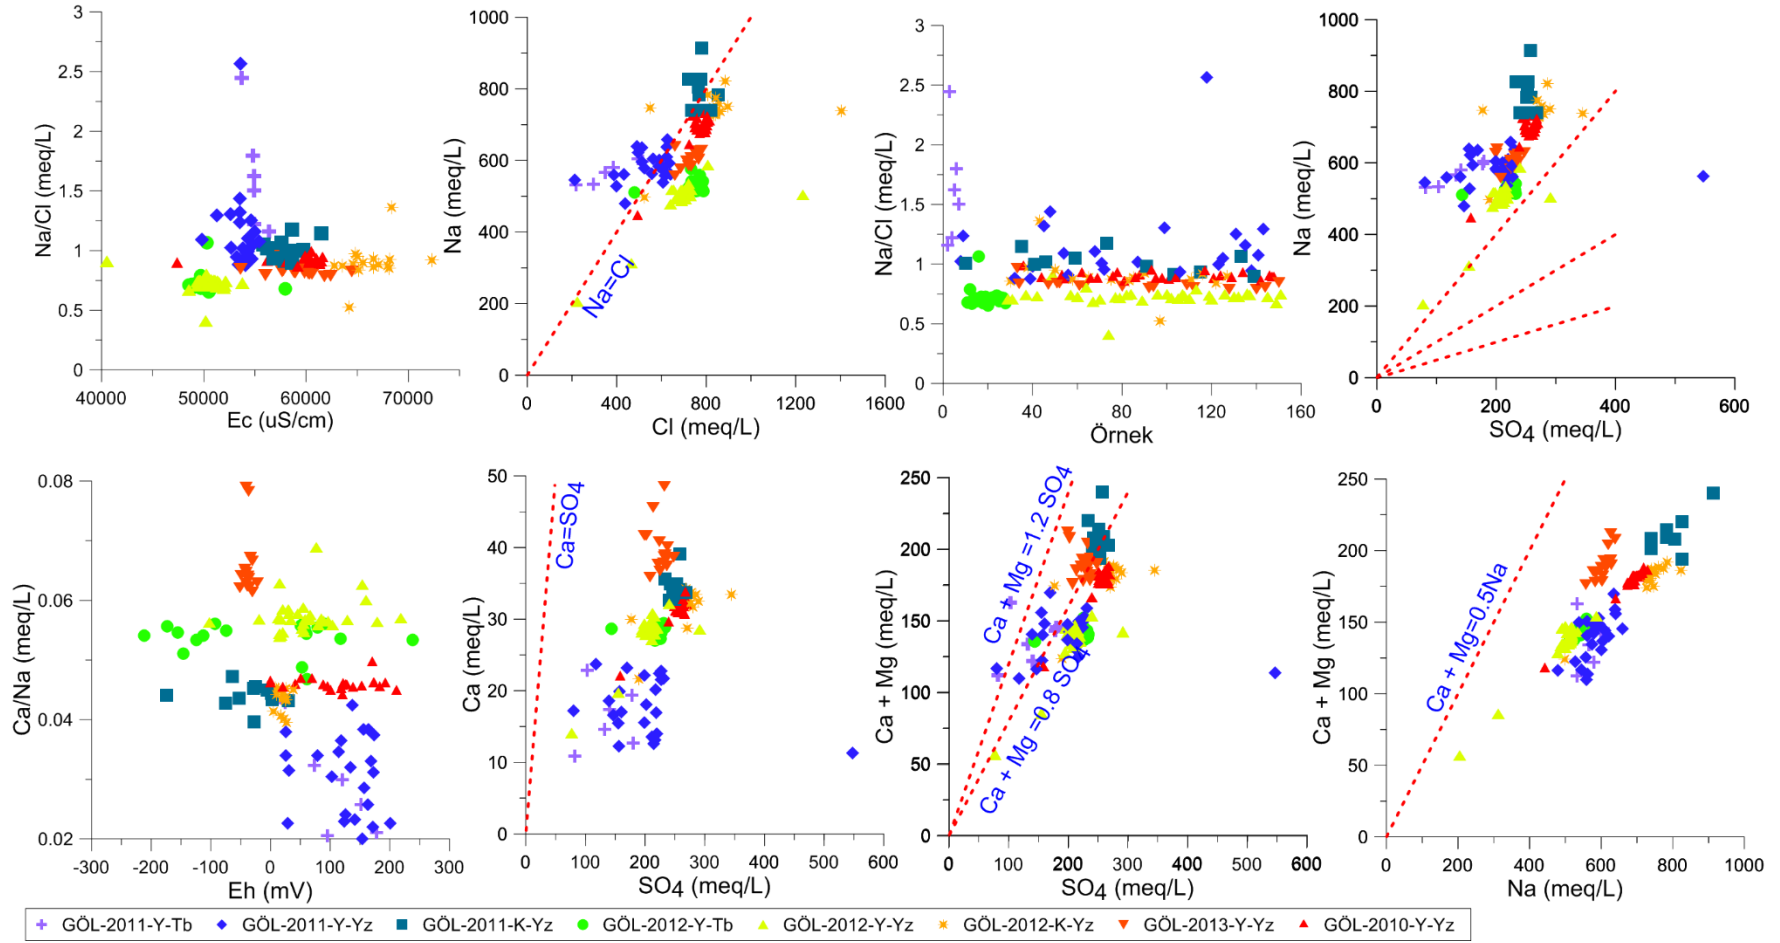 3
2.5
2
1.5
1
0.5
0
Na/Cl (meq/L)
40000 50000 60000 70000
Ec (uS/cm)
1000
800
600
400
200
0
Na (meq/L)
Na=Cl
0 400 800 1200 1600
Cl (meq/L)
3
2.5
2
1.5
1
0.5
0
Na/Cl (meq/L)
0 40 80 120 160
Örnek
1000
800
600
400
200
0
Na (meq/L)
0 200 400 600
SO4 (meq/L)
0.08
0.06
0.04
0.02
Ca/Na (meq/L)
-300 -200 -100 0 100 200 300
Eh (mV)
50
40
30
20
10
0
Ca (meq/L)
Ca=SO4
0 100 200 300 400 500 600
SO4 (meq/L)
250
200
150
100
50
0
Ca + Mg (meq/L)
Ca + Mg =1.2 SO4
Ca + Mg =0.8 SO4
0 100 200 300 400 500 600
SO4 (meq/L)
250
200
150
100
50
0
Ca + Mg (meq/L)
Ca + Mg=0.5Na
0 200 400 600 800 1000
Na (meq/L)
GÖL-2011-Y-Tb GÖL-2011-Y-Yz GÖL-2011-K-Yz GÖL-2012-Y-Tb GÖL-2012-Y-Yz GÖL-2012-K-Yz GÖL-2013-Y-Yz GÖL-2010-Y-Yz